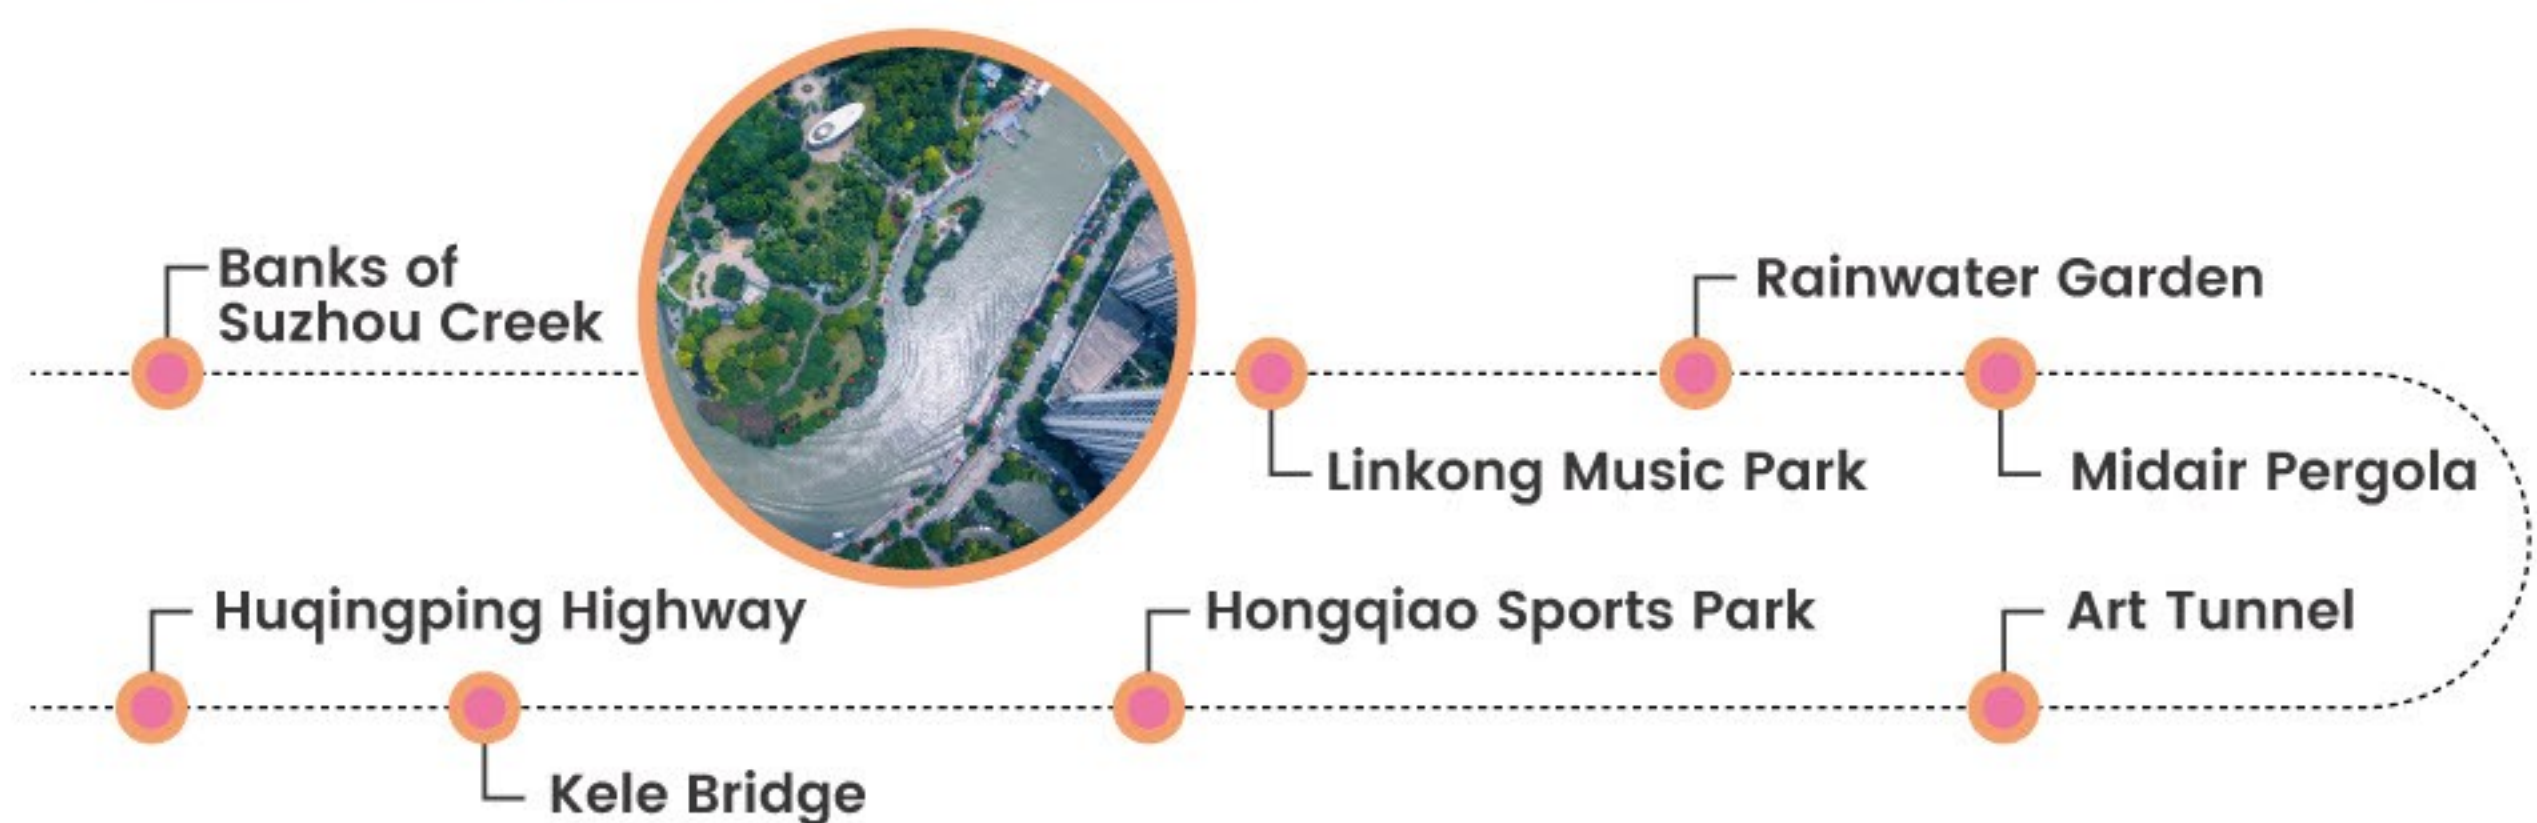 Banks of
Suzhou Creek
Rainwater Garden
Linkong Music Park
Midair Pergola
Huqingping Highway
Hongqiao Sports Park
Art Tunnel
Kele Bridge